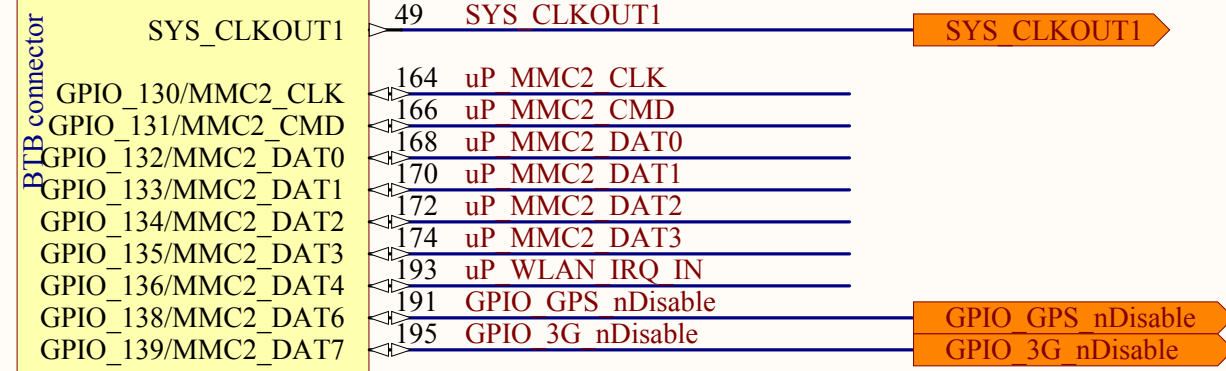 BTB connector
SYS_CLKOUT1 49 SYS_CLKOUT1 SYS_CLKOUT1
GPIO_130/MMC2_CLK 164 uP_MMC2_CLK
GPIO_131/MMC2_CMD 166 uP_MMC2_CMD
GPIO_132/MMC2_DAT0 168 uP_MMC2_DAT0
GPIO_133/MMC2_DAT1 170 uP_MMC2_DAT1
GPIO_134/MMC2_DAT2 172 uP_MMC2_DAT2
GPIO_135/MMC2_DAT3 174 uP_MMC2_DAT3
GPIO_136/MMC2_DAT4 193 uP_WLAN_IRQ_IN
GPIO_138/MMC2_DAT6 191 GPIO_GPS_nDisable GPIO_GPS_nDisable
GPIO_139/MMC2_DAT7 195 GPIO_3G_nDisable GPIO_3G_nDisable